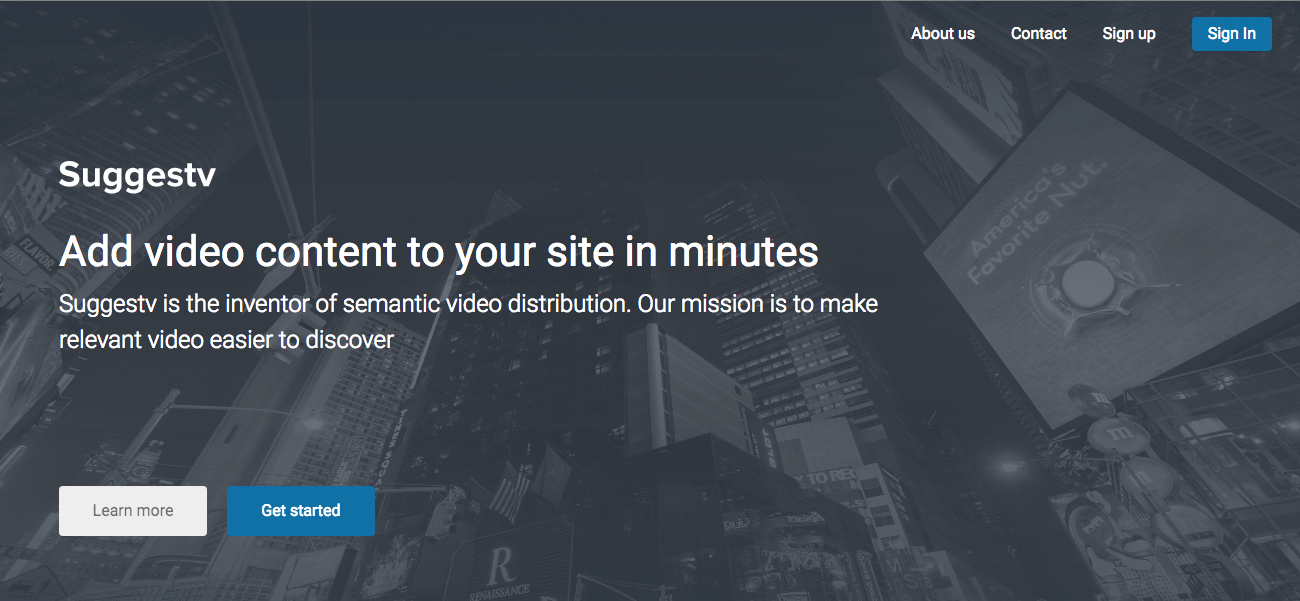 About us
Contact
Sign up
Sign In
Suggestv
Add video content to your site in minutes
Suggestv is the inventor of semantic video distribution. Our mission is to make
relevant video easier to discover
America's
Favorite Nut.
FLAVOR.
m
Learn more
Get started
R
RENAISSANCE